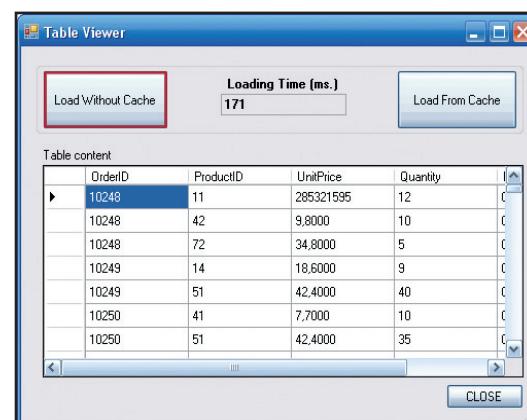 Table Viewer
Load Without Cache
Loading Time (ms.)
171
Load From Cache
Table content
OrderID ProductID UnitPrice Quantity
10248 11 285321595 12
10248 42 9,8000 10
10248 72 34,8000 5
10249 14 18,6000 9
10249 51 42,4000 40
10250 41 7,7000 10
10250 51 42,4000 35
CLOSE